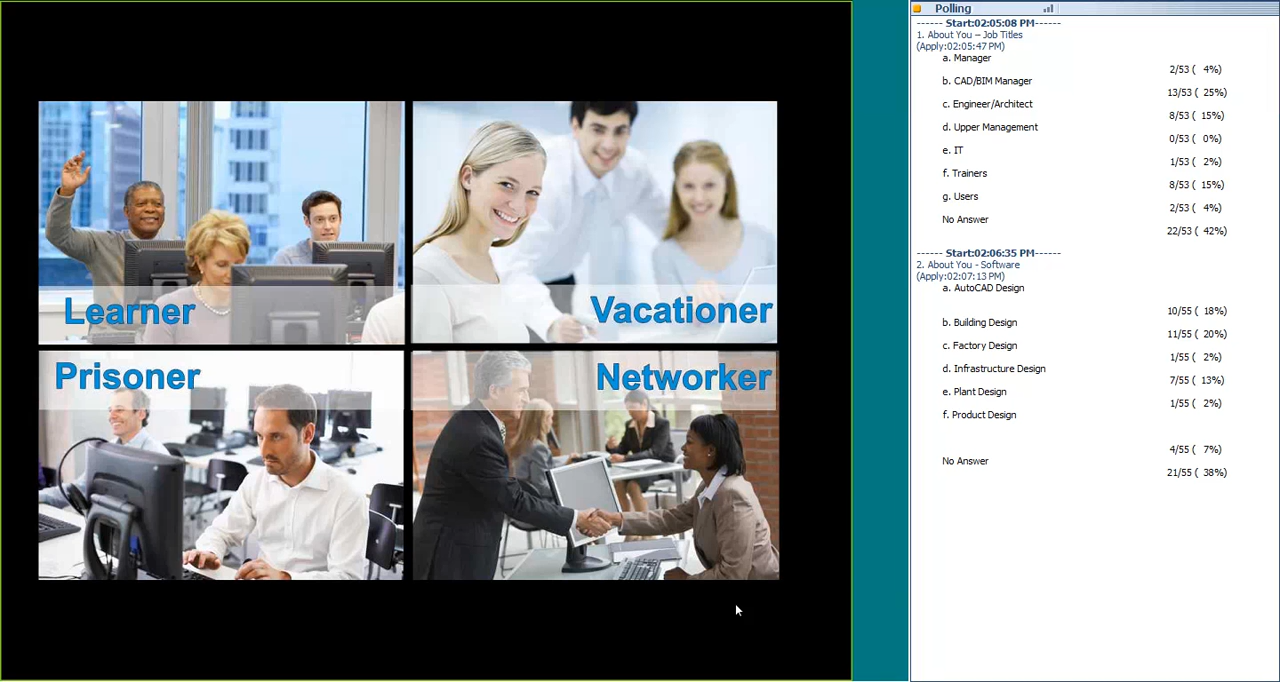 Learner
Vacationer
Prisoner
Networker
Polling
------ Start:02:05:08 PM------
1. About You – Job Titles
(Apply:02:05:47 PM)
a. Manager
2/53 ( 4%)
b. CAD/BIM Manager
13/53 ( 25%)
c. Engineer/Architect
8/53 ( 15%)
d. Upper Management
0/53 ( 0%)
e. IT
1/53 ( 2%)
f. Trainers
8/53 ( 15%)
g. Users
2/53 ( 4%)
No Answer
22/53 ( 42%)
------ Start:02:06:35 PM------
2. About You - Software
(Apply:02:07:13 PM)
a. AutoCAD Design
10/55 ( 18%)
b. Building Design
11/55 ( 20%)
c. Factory Design
1/55 ( 2%)
d. Infrastructure Design
7/55 ( 13%)
e. Plant Design
1/55 ( 2%)
f. Product Design
4/55 ( 7%)
No Answer
21/55 ( 38%)